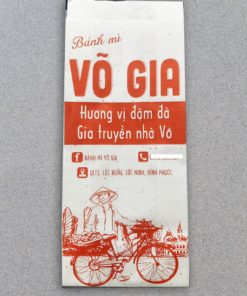 Bánh mì
VÕ GIA
Hương vị đậm đà
Gia truyền nhà Võ
BÁNH MÌ VÕ GIA
QL13, LỘC HƯNG, LỘC NINH, BÌNH PHƯỚC